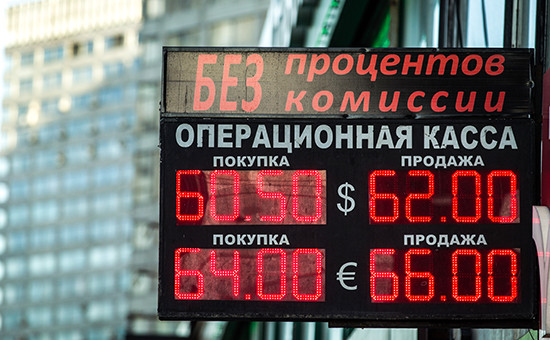 БЕЗ процентов
комиссии
ОПЕРАЦИОННАЯ КАССА
ПОКУПКА ПРОДАЖА
60.50 $ 62.00
ПОКУПКА ПРОДАЖА
64.00 € 66.00